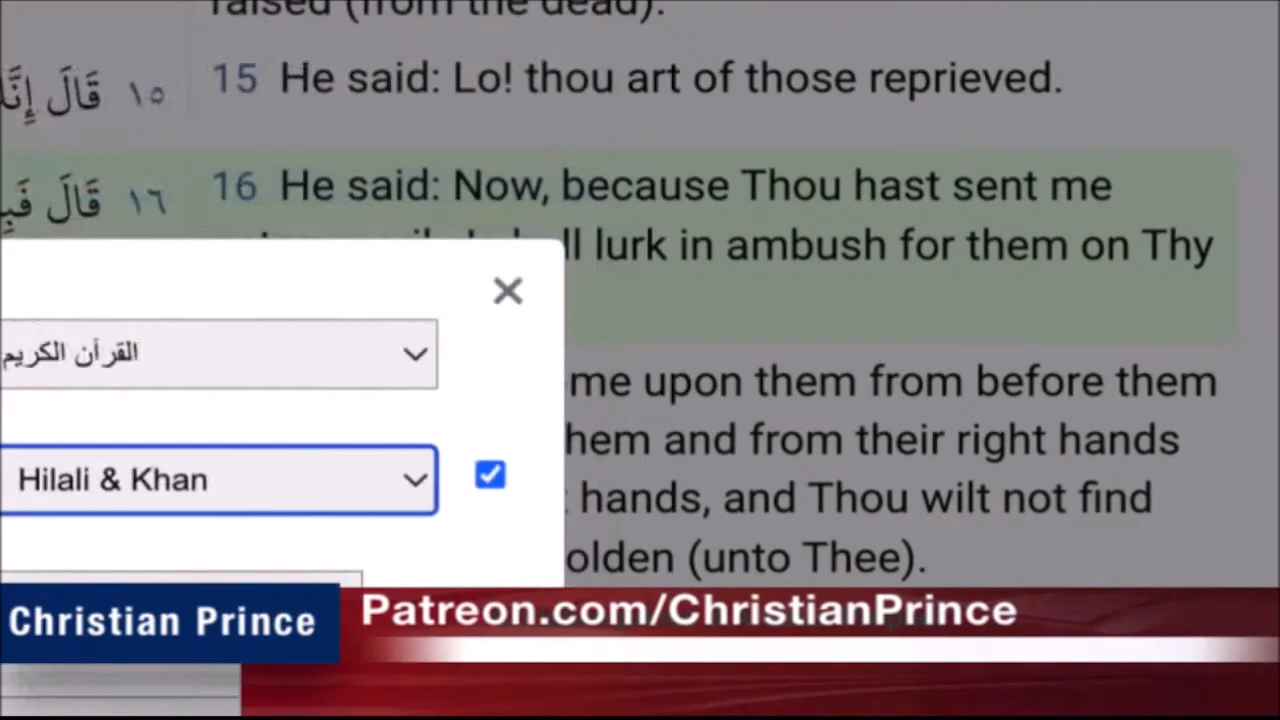 raised (from the dead).
١٥ قَالَ
15 He said: Lo! thou art of those reprieved.
١٦ قَالَ
16 He said: Now, because Thou hast sent me
lurk in ambush for them on Thy
القرآن الكريم
me upon them from before them
hem and from their right hands
Hilali & Khan
hands, and Thou wilt not find
olden (unto Thee).
Christian Prince
Patreon.com/ChristianPrince